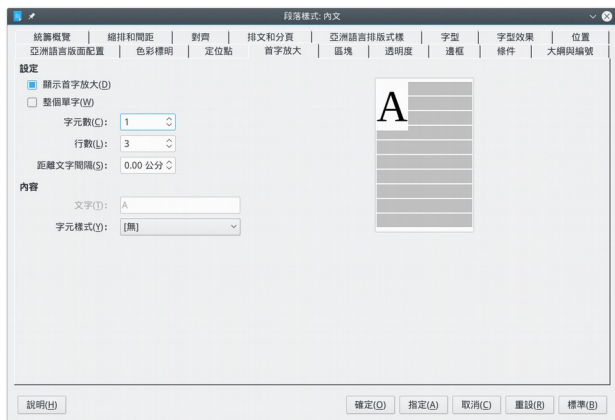 段落樣式: 內文
統籌概覽 縮排和間距 對齊 排文和分頁 亞洲語言排版式樣 字型 字型效果 位置
亞洲語言版面配置 色彩標明 定位點 首字放大 區塊 透明度 邊框 條件 大綱與編號
設定
顯示首字放大(D)
整個單字(W)
字元數(C): 1
行數(L): 3
距離文字間隔(S): 0.00 公分
內容
文字(T): A
字元樣式(Y): [無]
A
說明(H) 確定(O) 指定(A) 取消(C) 重設(R) 標準(B)